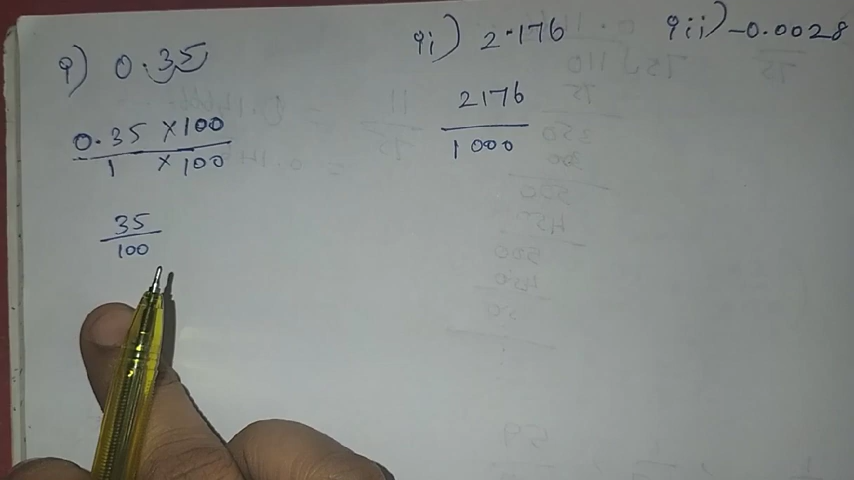 i) 0.35
0.35 × 100
1 × 100
35
100
ii) 2.176
2176
1000
iii) -0.0028